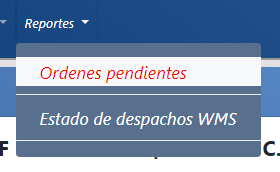 Reportes
Ordenes pendientes
Estado de despachos WMS
F
C.